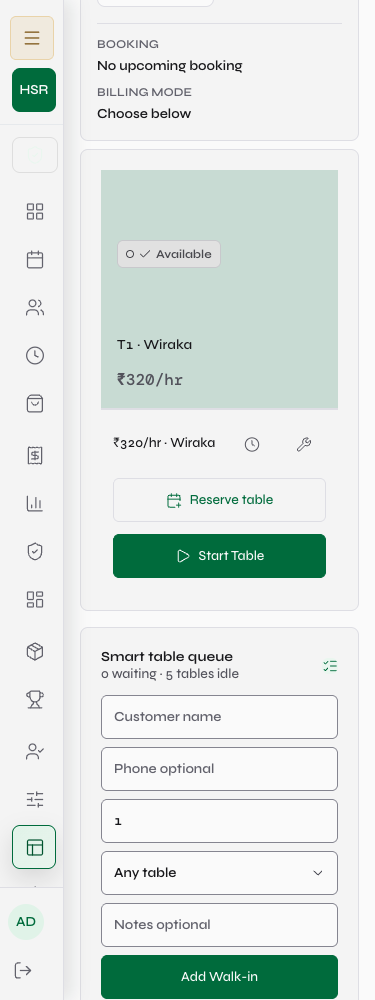 HSR
BOOKING
No upcoming booking
BILLING MODE
Choose below
Available
T1 · Wiraka
₹320/hr
₹320/hr · Wiraka
Reserve table
Start Table
Smart table queue
0 waiting · 5 tables idle
Customer name
Phone optional
1
Any table
Notes optional
Add Walk-in
AD